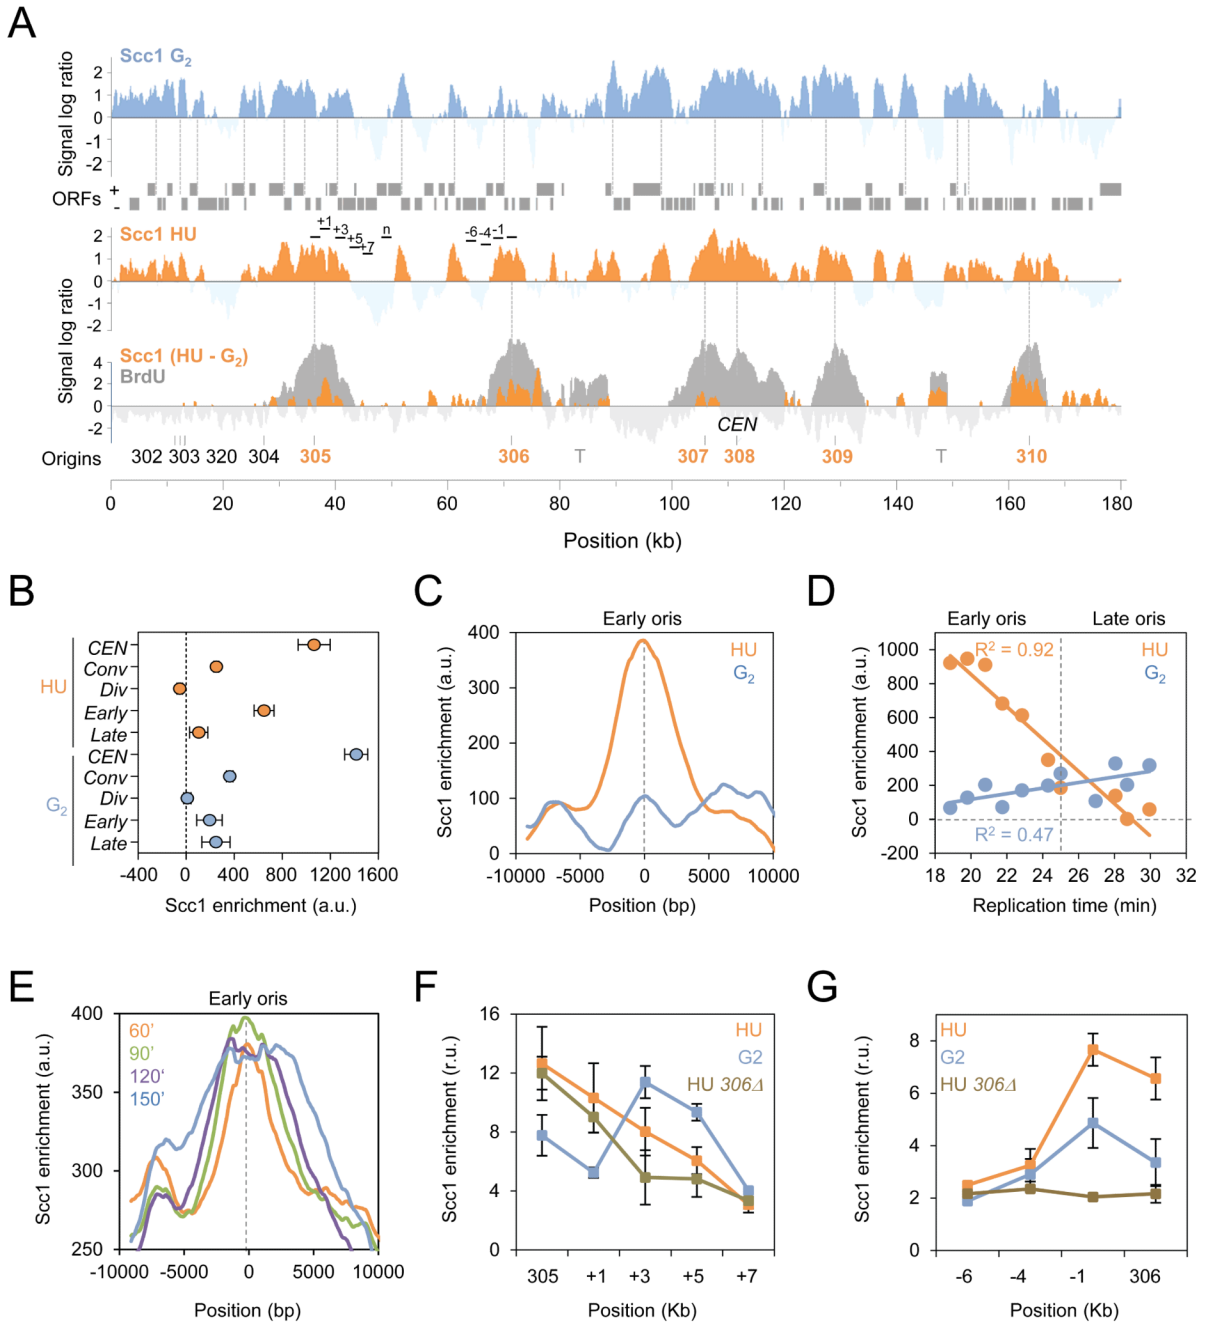 A
Scc1 G2
Signal log ratio
2
1
0
-1
-2
ORFs
+
-
Scc1 HU
Signal log ratio
2
1
0
-1
-2
+1
+3
+5
+7
n
-6
-4
-1
Scc1 (HU - G2)
BrdU
Signal log ratio
4
2
0
-2
CEN
Origins 302 303 320 304 305 306 T 307 308 309 T 310
0 20 40 60 80 100 120 140 160 180
Position (kb)
B
HU
CEN
Conv
Div
Early
Late
G2
CEN
Conv
Div
Early
Late
-400 0 400 800 1200 1600
Scc1 enrichment (a.u.)
C
Early oris
HU
G2
Scc1 enrichment (a.u.)
400
300
200
100
0
-10000 -5000 0 5000 10000
Position (bp)
D
Early oris Late oris
R2 = 0.92
HU
G2
Scc1 enrichment (a.u.)
1000
800
600
400
200
0
-200
R2 = 0.47
18 20 22 24 26 28 30 32
Replication time (min)
E
Early oris
60'
90'
120'
150'
Scc1 enrichment (a.u.)
400
350
300
250
-10000 -5000 0 5000 10000
Position (bp)
F
HU
G2
HU 306Δ
Scc1 enrichment (r.u.)
16
12
8
4
0
305 +1 +3 +5 +7
Position (Kb)
G
HU
G2
HU 306Δ
Scc1 enrichment (r.u.)
8
6
4
2
0
-6 -4 -1 306
Position (Kb)